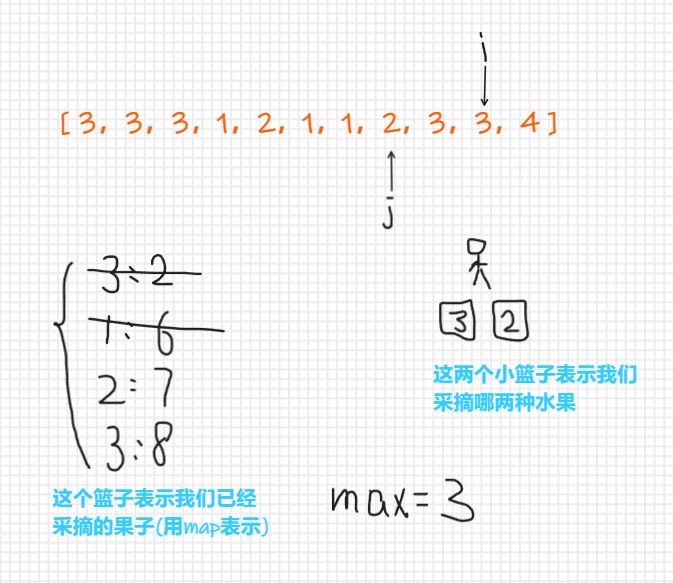 i
[3, 3, 3, 1, 2, 1, 1, 2, 3, 3, 4]
j
3:2
1:6
2:7
3:8
3 2
这两个小篮子表示我们
采摘哪两种水果
这个篮子表示我们已经
采摘的果子(用map表示)
max=3